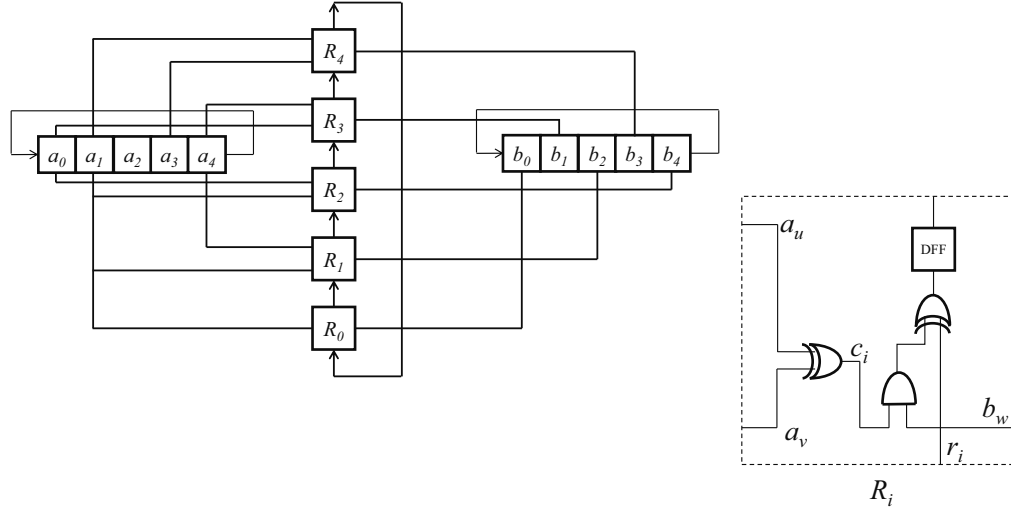 R4
R3
a0 a1 a2 a3 a4
b0 b1 b2 b3 b4
R2
R1
R0
au
DFF
ci
av
bw
ri
Ri